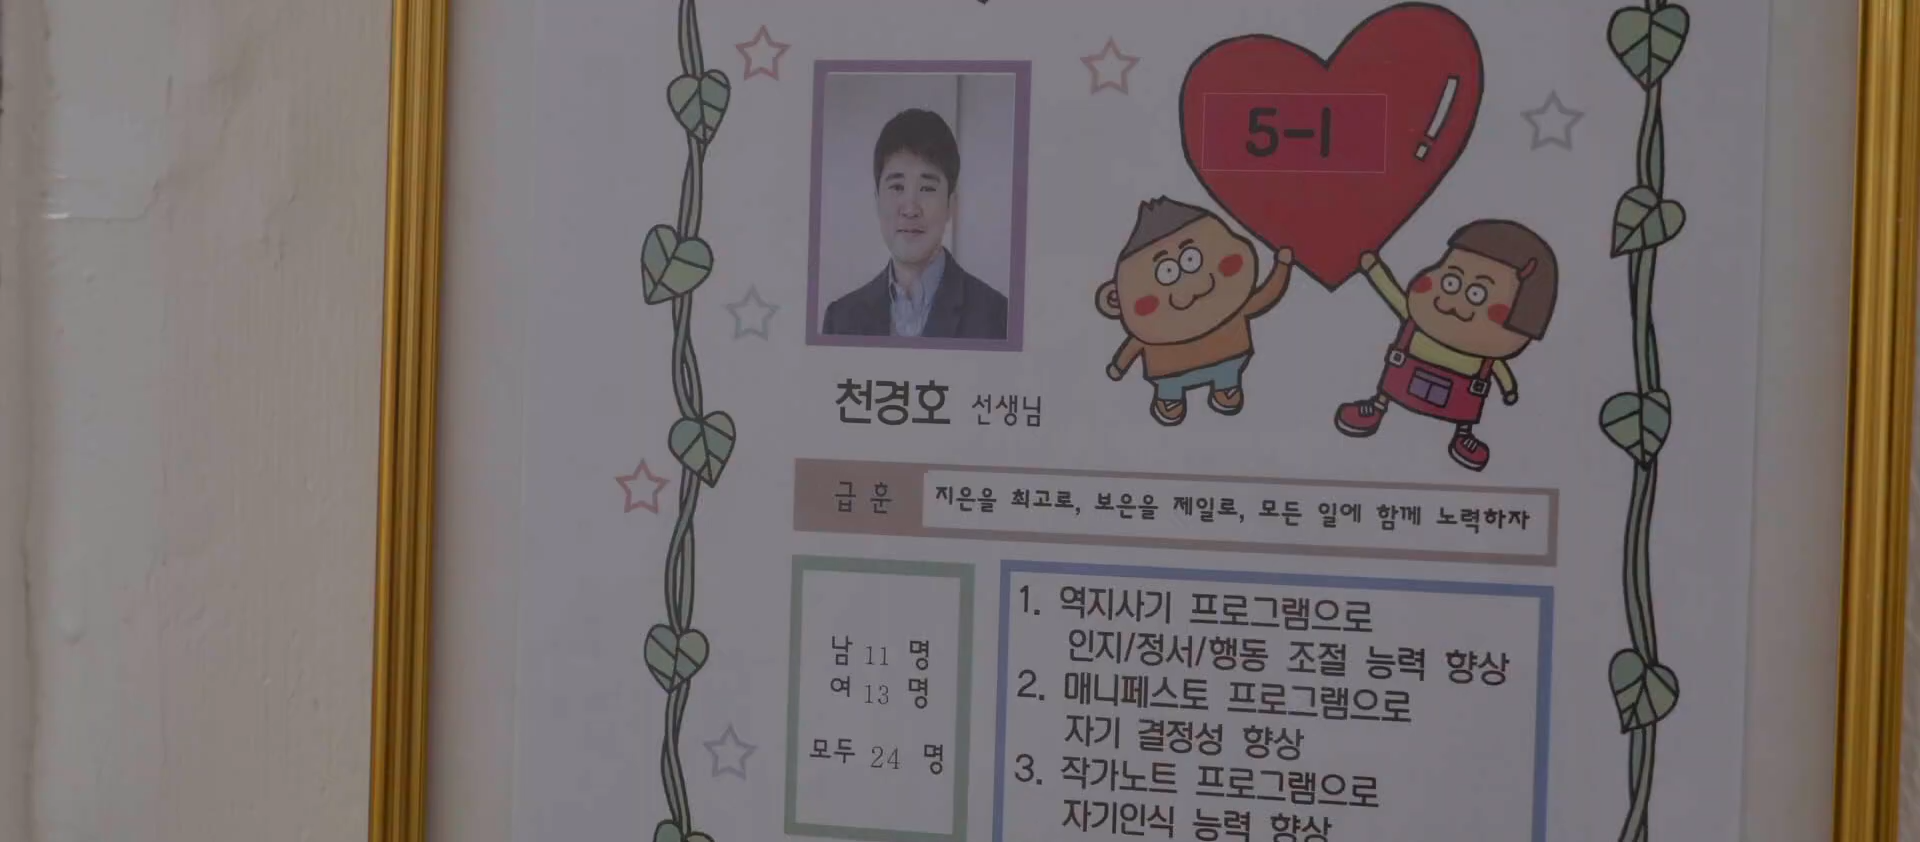 5-1
천경호 선생님
급 훈 지은을 최고로, 보은을 제일로, 모든 일에 함께 노력하자
남 11 명
여 13 명
모두 24 명
1. 역지사기 프로그램으로
인지/정서/행동 조절 능력 향상
2. 매니페스토 프로그램으로
자기 결정성 향상
3. 작가노트 프로그램으로
자기인식 능력 향상